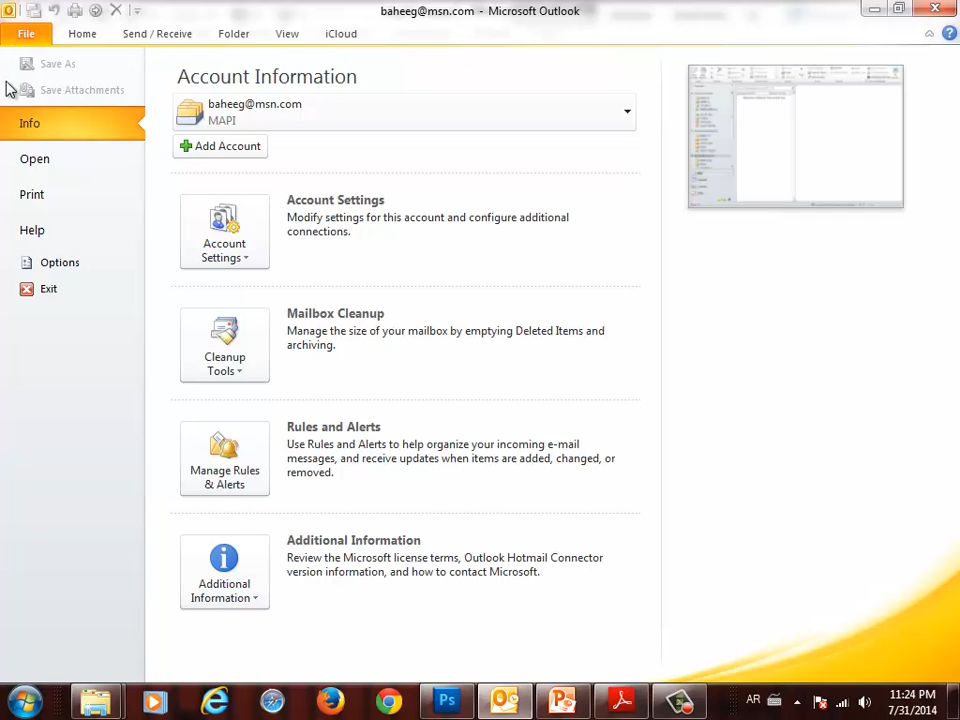 baheeg@msn.com - Microsoft Outlook
File Home Send / Receive Folder View iCloud
Save As
Save Attachments
Info
Open
Print
Help
Options
Exit
Account Information
baheeg@msn.com
MAPI
Add Account
Account Settings
Account Settings
Modify settings for this account and configure additional
connections.
Cleanup Tools
Mailbox Cleanup
Manage the size of your mailbox by emptying Deleted Items and
archiving.
Manage Rules & Alerts
Rules and Alerts
Use Rules and Alerts to help organize your incoming e-mail
messages, and receive updates when items are added, changed, or
removed.
Additional Information
Additional Information
Review the Microsoft license terms, Outlook Hotmail Connector
version information, and how to contact Microsoft.
Ps
AR
11:24 PM
7/31/2014